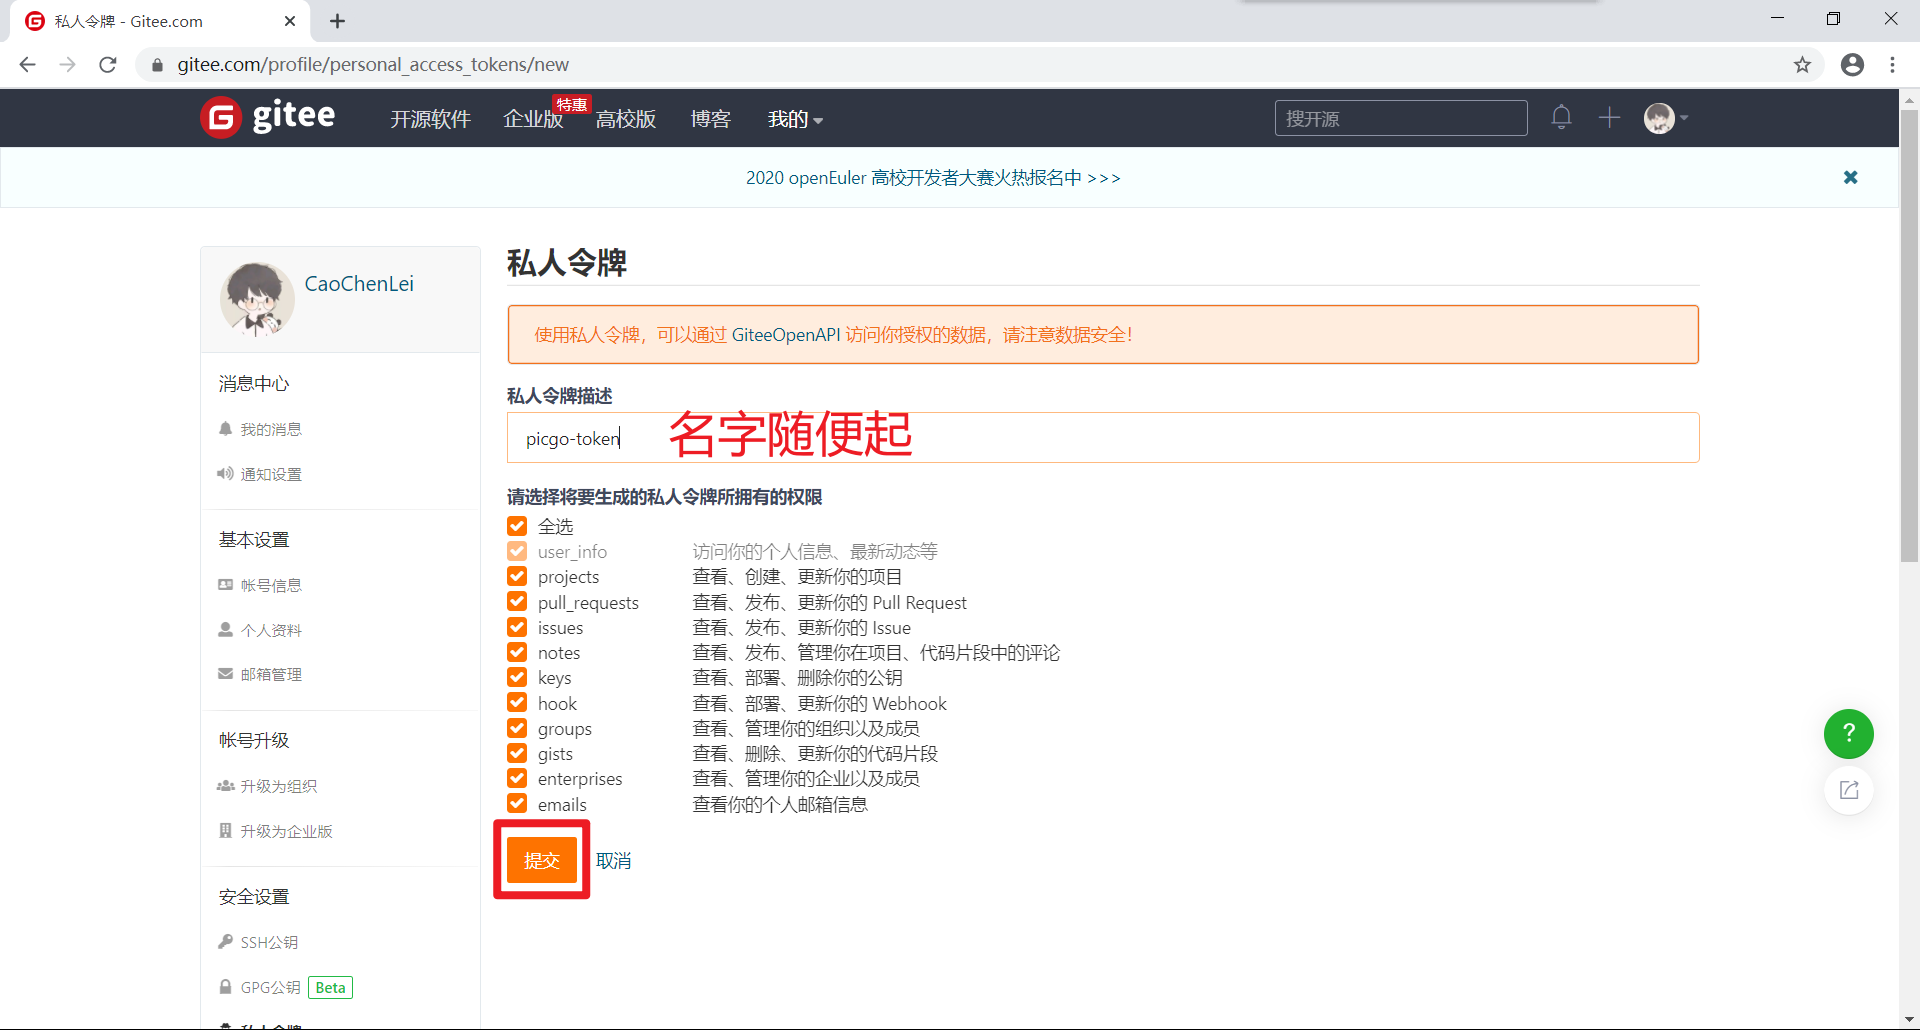 私人令牌 - Gitee.com
gitee.com/profile/personal_access_tokens/new
gitee
开源软件
企业版
特惠
高校版
博客
我的
搜开源
2020 openEuler 高校开发者大赛火热报名中 >>>
CaoChenLei
消息中心
我的消息
通知设置
基本设置
帐号信息
个人资料
邮箱管理
帐号升级
升级为组织
升级为企业版
安全设置
SSH公钥
GPG公钥 Beta
私人令牌
私人令牌
使用私人令牌，可以通过 GiteeOpenAPI 访问你授权的数据，请注意数据安全！
私人令牌描述
picgo-token
名字随便起
请选择将要生成的私人令牌所拥有的权限
全选
user_info 访问你的个人信息、最新动态等
projects 查看、创建、更新你的项目
pull_requests 查看、发布、更新你的 Pull Request
issues 查看、发布、更新你的 Issue
notes 查看、发布、管理你在项目、代码片段中的评论
keys 查看、部署、删除你的公钥
hook 查看、部署、更新你的 Webhook
groups 查看、管理你的组织以及成员
gists 查看、删除、更新你的代码片段
enterprises 查看、管理你的企业以及成员
emails 查看你的个人邮箱信息
提交 取消